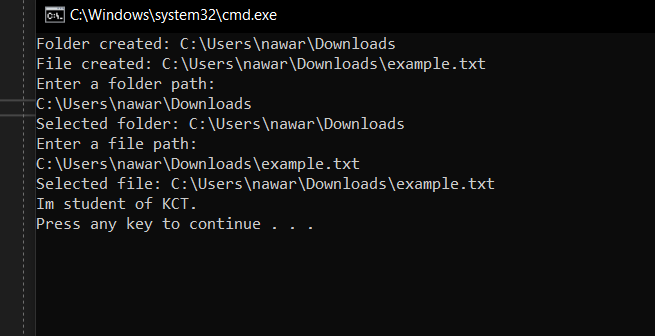 C:\Windows\system32\cmd.exe
Folder created: C:\Users\nawar\Downloads
File created: C:\Users\nawar\Downloads\example.txt
Enter a folder path:
C:\Users\nawar\Downloads
Selected folder: C:\Users\nawar\Downloads
Enter a file path:
C:\Users\nawar\Downloads\example.txt
Selected file: C:\Users\nawar\Downloads\example.txt
Im student of KCT.
Press any key to continue . . .